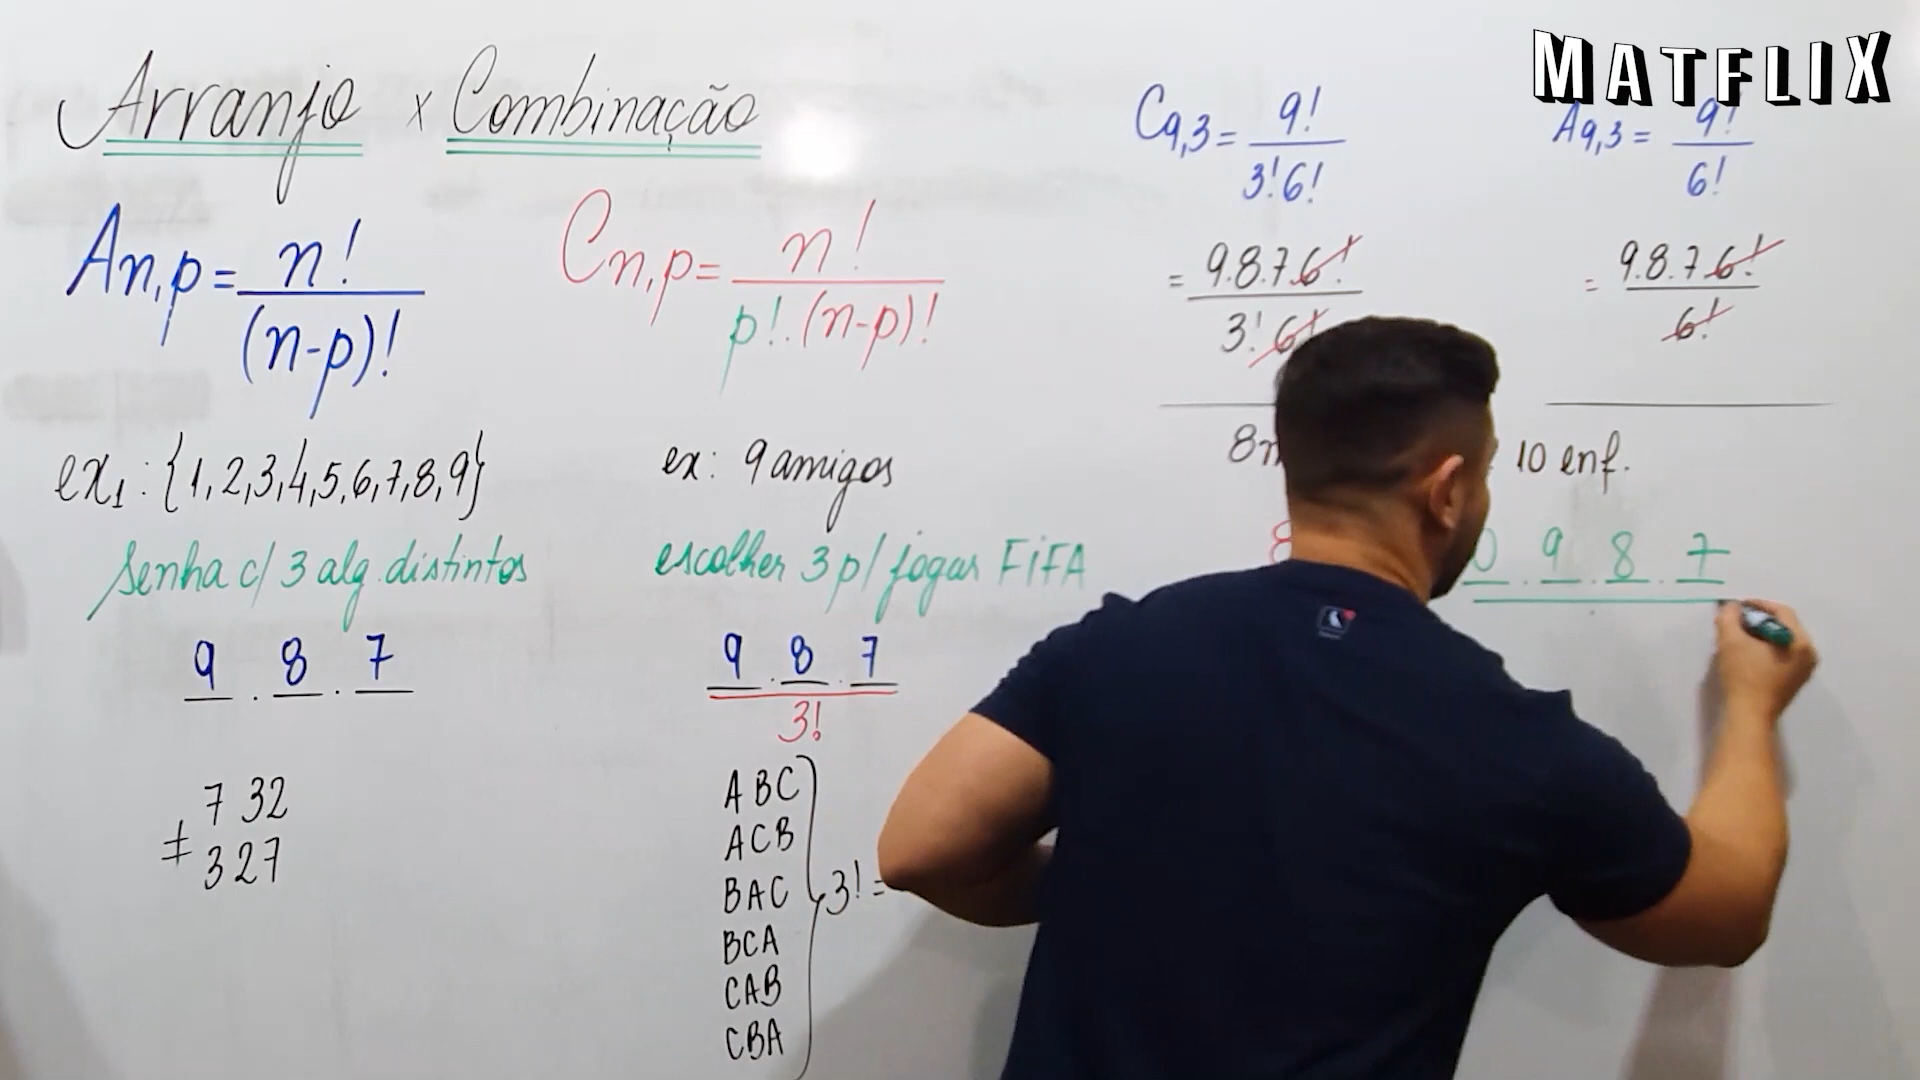 MATFLIX
Arranjo x Combinação
An,p = n! / (n-p)!
Cn,p = n! / p!.(n-p)!
ex1: {1,2,3,4,5,6,7,8,9}
senha c/ 3 alg. distintos
9 . 8 . 7
732
≠
327
ex: 9 amigos
escolher 3 p/ jogar FIFA
9 . 8 . 7
3!
ABC
ACB
BAC
BCA
CAB
CBA
3! =
C9,3 = 9! / 3!6!
= 9.8.7.6! / 3!6!
A9,3 = 9! / 6!
= 9.8.7.6! / 6!
10 enf.
9 . 8 . 7